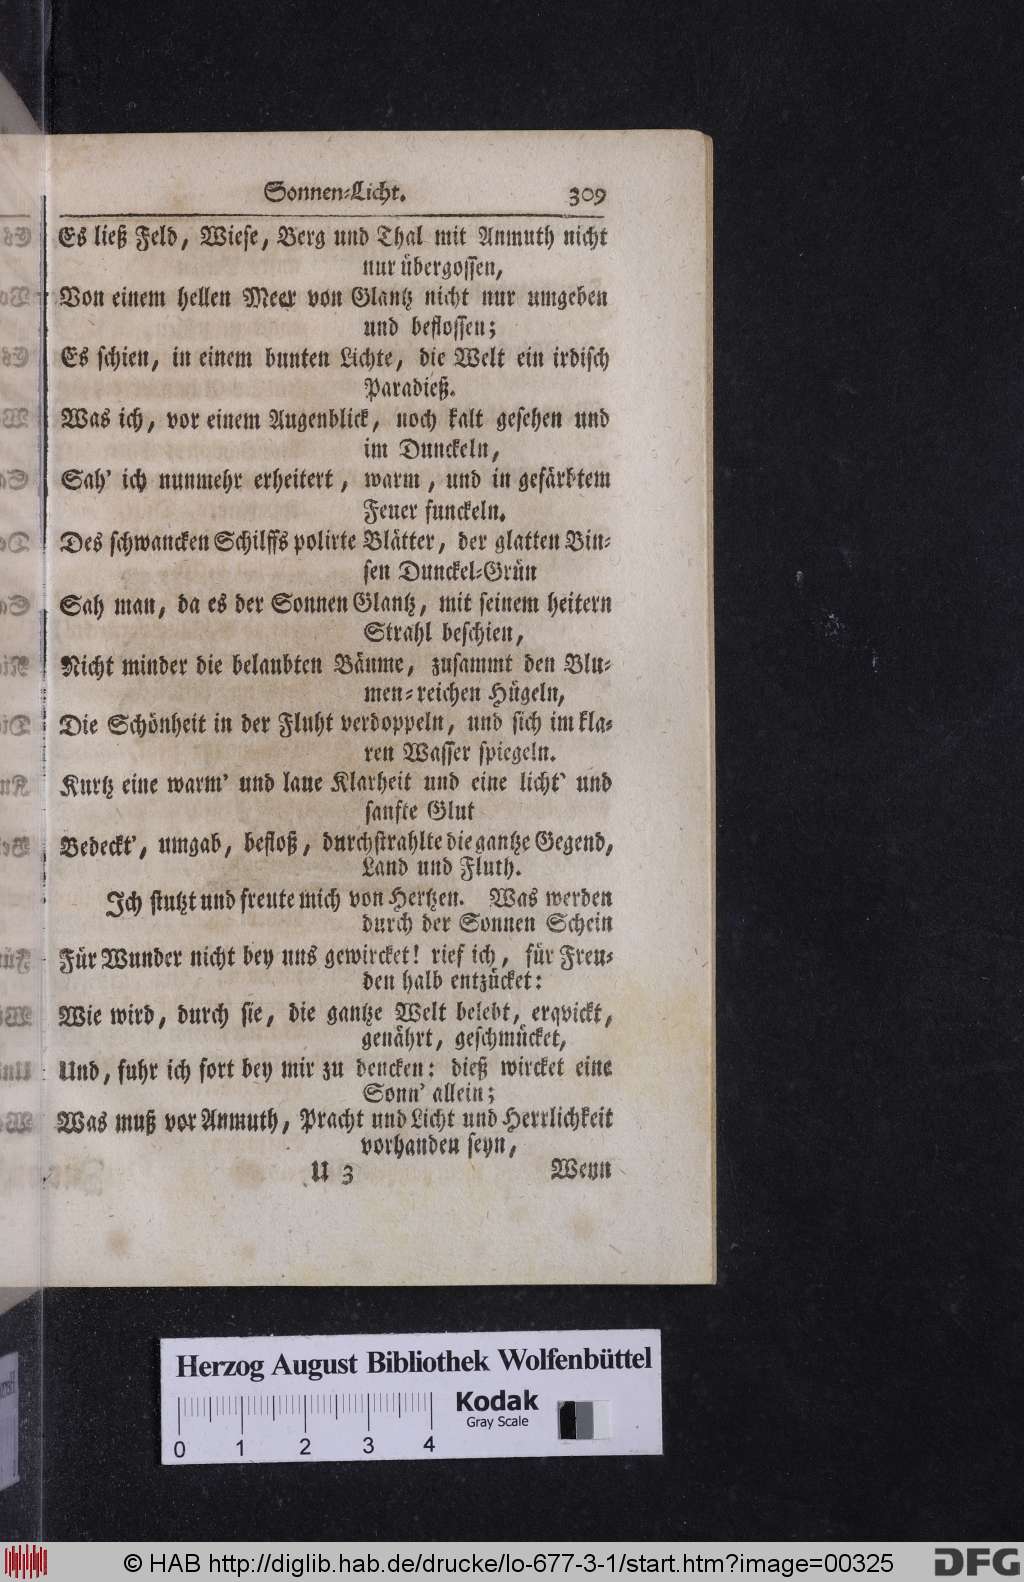 Sonnen-Licht. 309
Es ließ Feld, Wiese, Berg und Thal mit Anmuth nicht
nur übergossen,
Von einem hellen Meer von Glantz nicht nur umgeben
und beflossen;
Es schien, in einem bunten Lichte, die Welt ein irdisch
Paradieß.
Was ich, vor einem Augenblick, noch kalt gesehen und
im Dunckeln,
Sah' ich nunmehr erheitert, warm, und in gefärbtem
Feuer funckeln.
Des schwancken Schilffs polirte Blätter, der glatten Bin-
sen Dunckel-Grün
Sah man, da es der Sonnen Glantz, mit seinem heitern
Strahl beschien,
Nicht minder die belaubten Bäume, zusammt den Blu-
men-reichen Hügeln,
Die Schönheit in der Fluht verdoppeln, und sich im kla-
ren Wasser spiegeln.
Kurtz eine warm' und laue Klarheit und eine licht' und
sanfte Glut
Bedeckt', umgab, befloß, durchstrahlte die gantze Gegend,
Land und Fluth.
Ich stutzt und freute mich von Hertzen. Was werden
durch der Sonnen Schein
Für Wunder nicht bey uns gewircket! rief ich, für Freu-
den halb entzücket:
Wie wird, durch sie, die gantze Welt belebt, erqvickt,
genährt, geschmücket,
Und, fuhr ich fort bey mir zu dencken: dieß wircket eine
Sonn' allein;
Was muß vor Anmuth, Pracht und Licht und Herrlichkeit
vorhanden seyn,
U 3 Wenn
Herzog August Bibliothek Wolfenbüttel
Kodak
Gray Scale
0 1 2 3 4
© HAB http://diglib.hab.de/drucke/lo-677-3-1/start.htm?image=00325 DFG